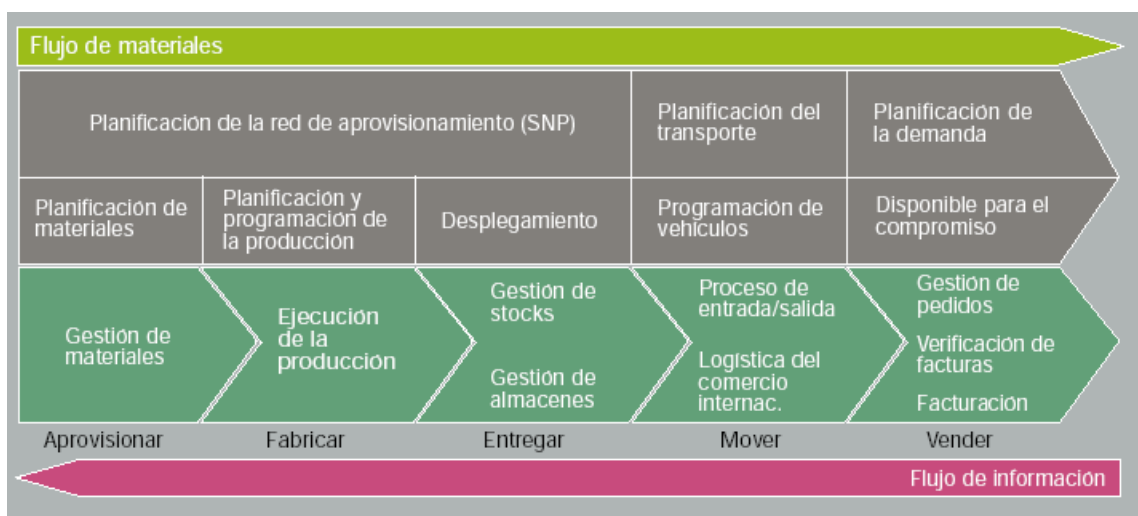 Flujo de materiales
Planificación de la red de aprovisionamiento (SNP)
Planificación del
transporte
Planificación de
la demanda
Planificación de
materiales
Planificación y
programación de
la producción
Desplegamiento
Programación de
vehículos
Disponible para el
compromiso
Gestión de
materiales
Ejecución
de la
producción
Gestión de
stocks
Gestión de
almacenes
Proceso de
entrada/salida
Logística del
comercio
internac.
Gestión de
pedidos
Verificación de
facturas
Facturación
Aprovisionar
Fabricar
Entregar
Mover
Vender
Flujo de información